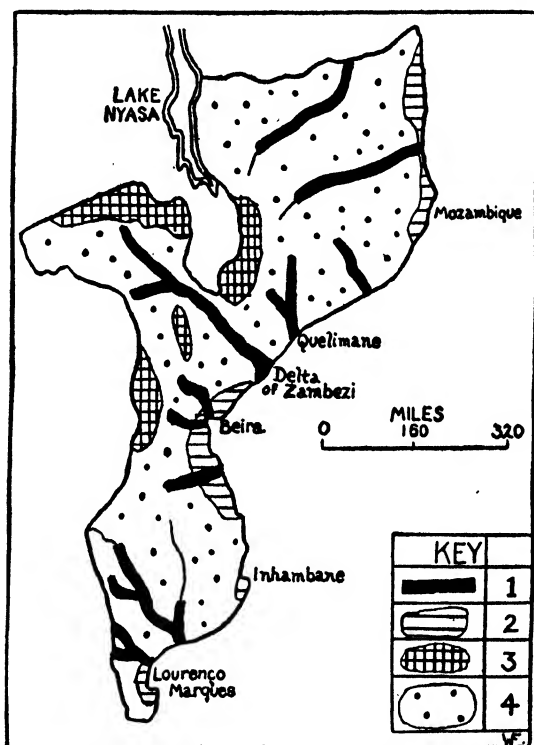 LAKE
NYASA
Mozambique
Quelimane
Delta
of Zambezi
Beira
MILES
0 160 320
Inhambane
Lourenco
Marques
KEY
1
2
3
4
W.F.